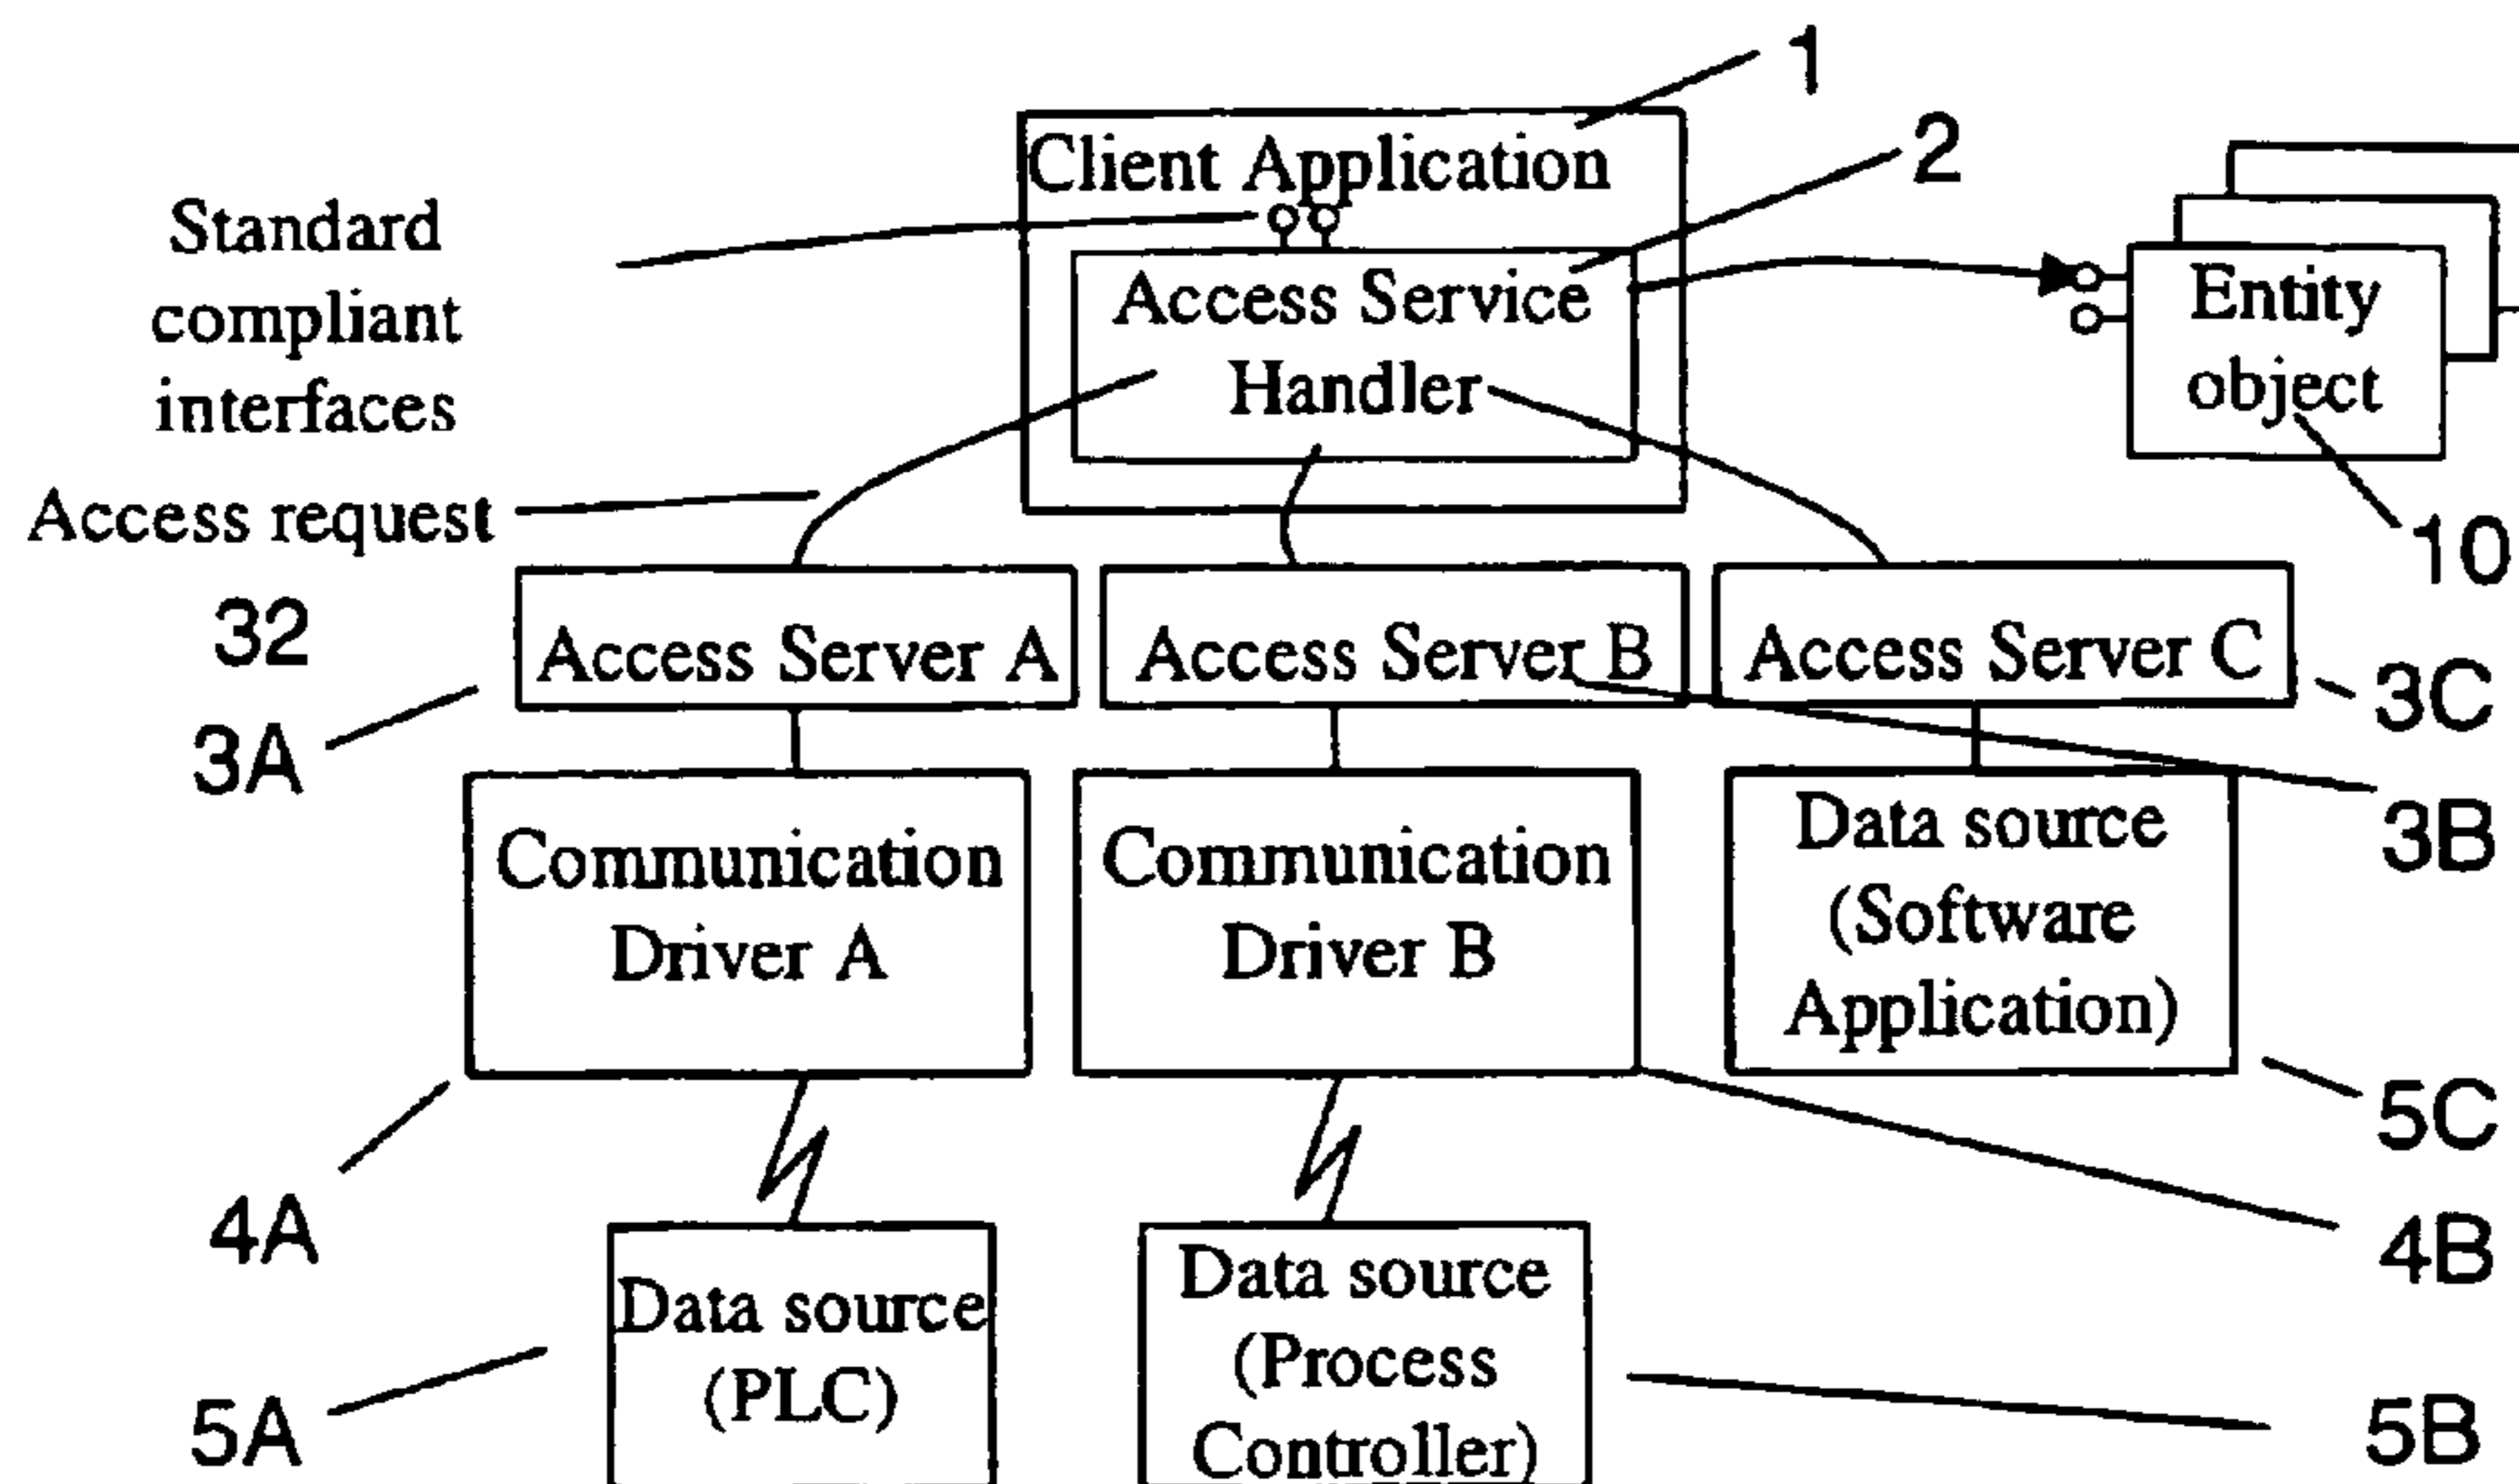 1
Client Application
2
Standard
compliant
interfaces
Access Service
Handler
Entity
object
10
Access request
32
Access Server A
Access Server B
Access Server C
3A
3C
3B
Communication
Driver A
Communication
Driver B
Data source
(Software
Application)
5C
4A
4B
Data source
(PLC)
Data source
(Process
Controller)
5A
5B